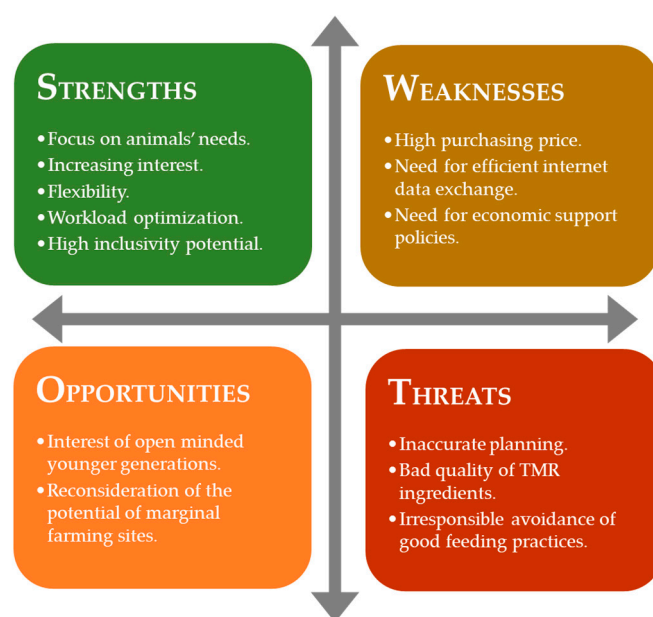 STRENGTHS
•Focus on animals' needs.
•Increasing interest.
•Flexibility.
•Workload optimization.
•High inclusivity potential.
WEAKNESSES
•High purchasing price.
•Need for efficient internet
data exchange.
•Need for economic support
policies.
OPPORTUNITIES
•Interest of open minded
younger generations.
•Reconsideration of the
potential of marginal
farming sites.
THREATS
•Inaccurate planning.
•Bad quality of TMR
ingredients.
•Irresponsible avoidance of
good feeding practices.